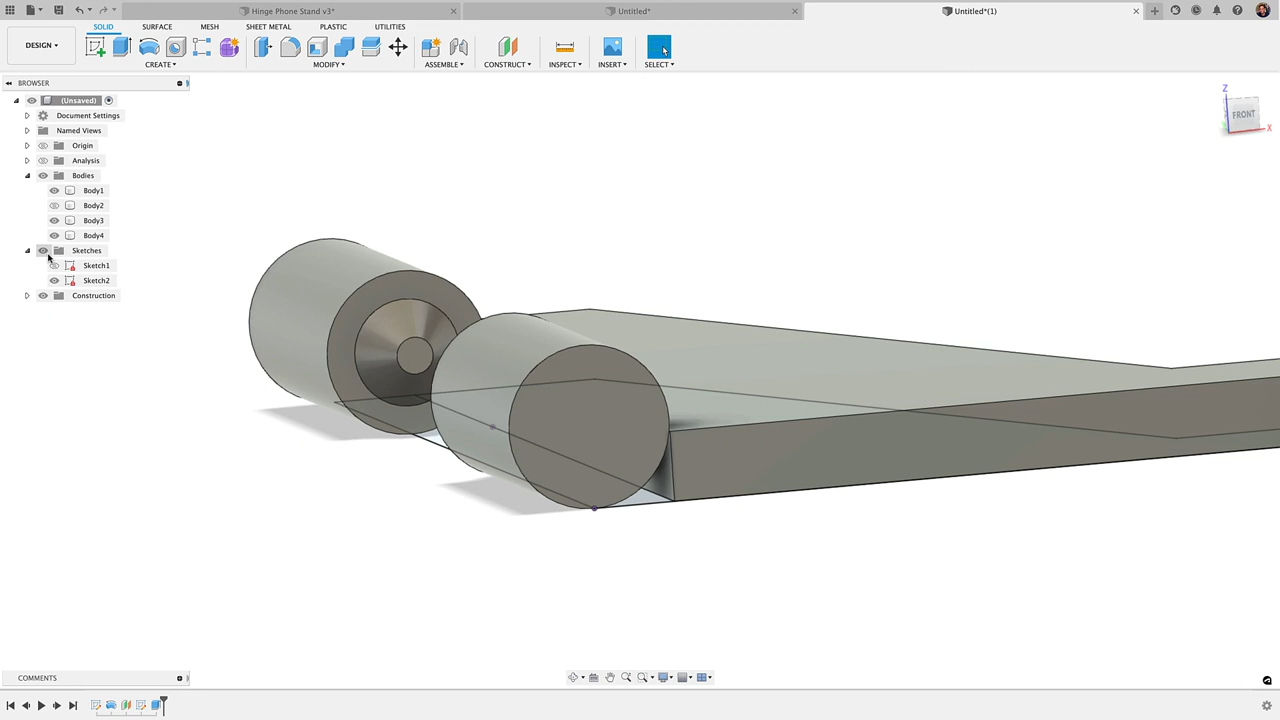 Hinge Phone Stand v3*
Untitled*
Untitled*(1)
SOLID SURFACE MESH SHEET METAL PLASTIC UTILITIES
DESIGN
CREATE MODIFY ASSEMBLE CONSTRUCT INSPECT INSERT SELECT
BROWSER
(Unsaved)
Document Settings
Named Views
Origin
Analysis
Bodies
Body1
Body2
Body3
Body4
Sketches
Sketch1
Sketch2
Construction
Z
FRONT
X
COMMENTS